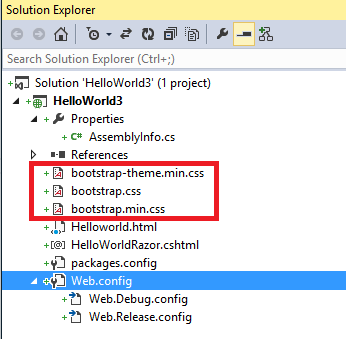 Solution Explorer
Search Solution Explorer (Ctrl+;)
Solution 'HelloWorld3' (1 project)
HelloWorld3
Properties
AssemblyInfo.cs
References
bootstrap-theme.min.css
bootstrap.css
bootstrap.min.css
Helloworld.html
HelloWorldRazor.cshtml
packages.config
Web.config
Web.Debug.config
Web.Release.config